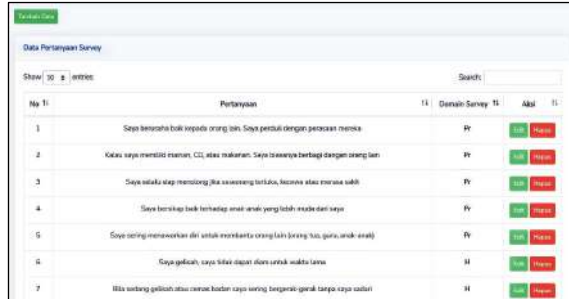 Tambah Data
Data Pertanyaan Survey
Show 10 entries
Search:
No Pertanyaan Domain Survey Aksi
1 Saya berusaha baik kepada orang lain. Saya perduli dengan perasaan mereka Pr Edit Hapus
2 Kalau saya memiliki mainan, CD, atau makanan. Saya biasanya berbagi dangen orang lain Pr Edit Hapus
3 Saya selalu siap menolong jika seseorang terluka, kecewa atau merasa sakit Pr Edit Hapus
4 Saya bersikap baik terhadap anak-anak yang lebih muda dari saya Pr Edit Hapus
5 Saya sering menawarkan diri untuk membantu orang lain (orang tua, guru, anak-anak) Pr Edit Hapus
6 Saya gelisah, saya tidak dapat diam untuk waktu lama H Edit Hapus
7 Bila sedang gelisah atau cemas badan saya sering bergerak-gerak tanpa saya sadari H Edit Hapus